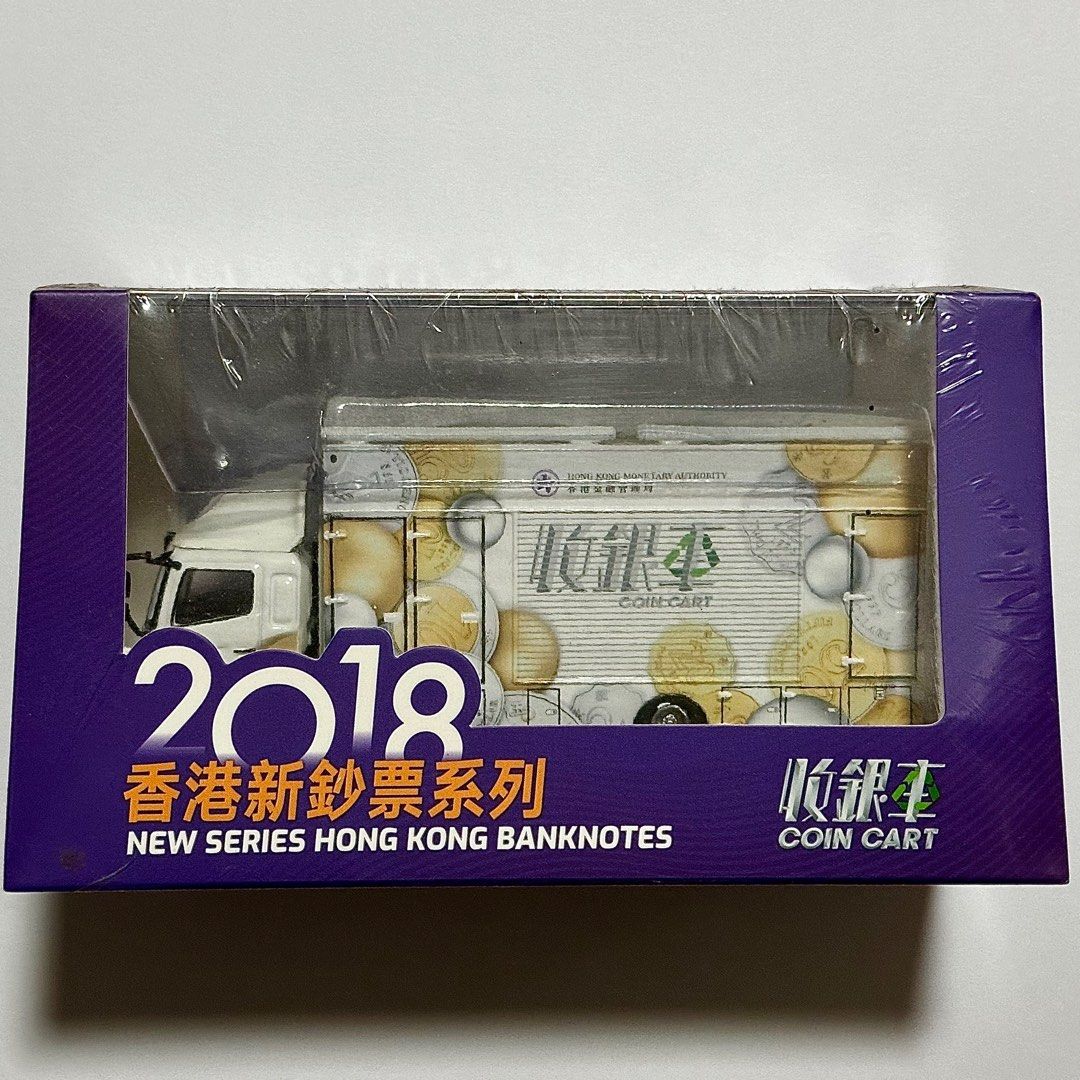 HONG KONG MONETARY AUTHORITY
香港金融管理局
收銀車
COIN CART
2018
香港新鈔票系列
NEW SERIES HONG KONG BANKNOTES
收銀車
COIN CART